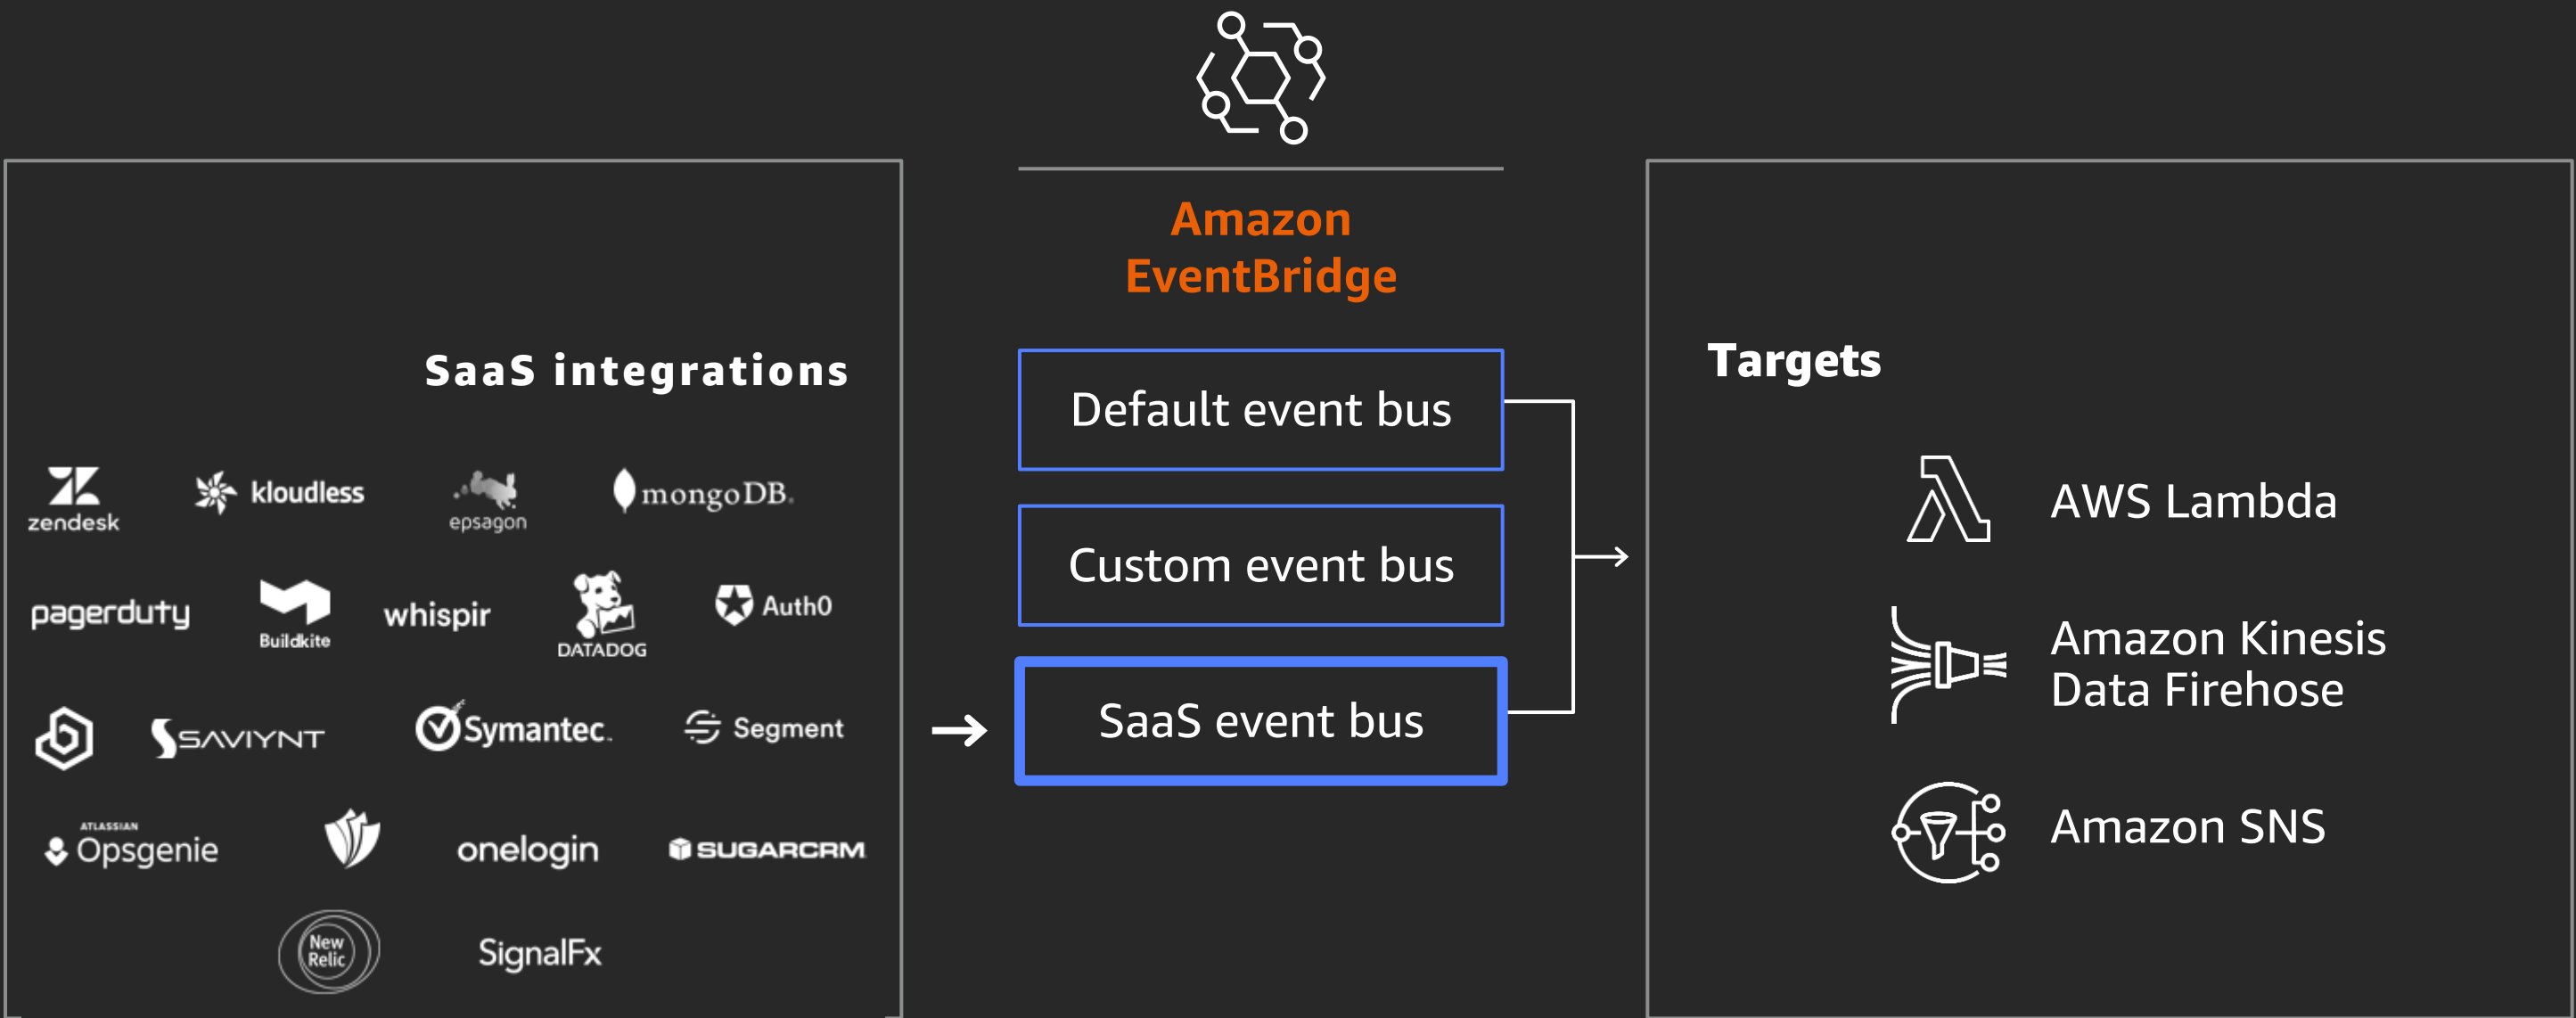 Amazon
EventBridge
SaaS integrations
zendesk
kloudless
epsagon
mongoDB.
pagerduty
Buildkite
whispir
DATADOG
Auth0
SAVIYNT
Symantec™
Segment
ATLASSIAN
Opsgenie
onelogin
SUGARCRM
New
Relic
SignalFx
Default event bus
Custom event bus
SaaS event bus
Targets
AWS Lambda
Amazon Kinesis
Data Firehose
Amazon SNS